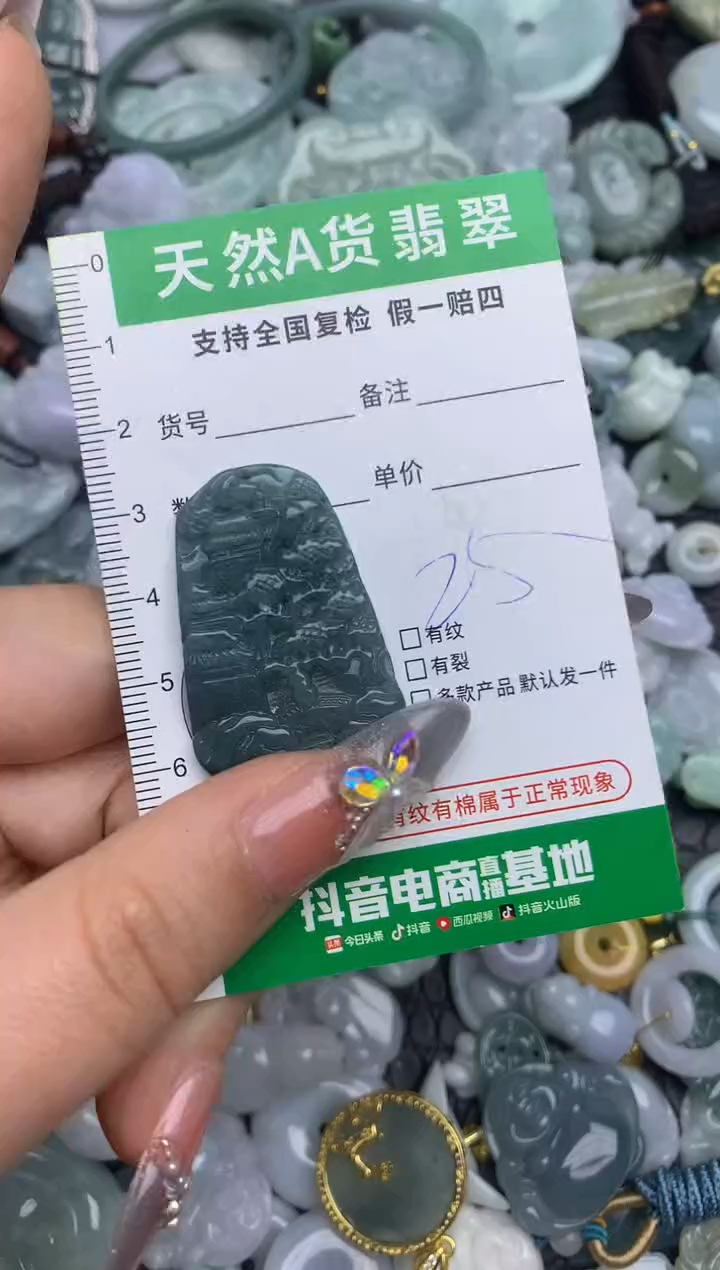 天然A货翡翠
支持全国复检 假一赔四
0
1
2
3
4
5
6
货号
备注
数
单价
25
有纹
有裂
多款产品 默认发一件
有纹有棉属于正常现象
抖音电商直播基地
头条 今日头条 抖音 西瓜视频 抖音火山版